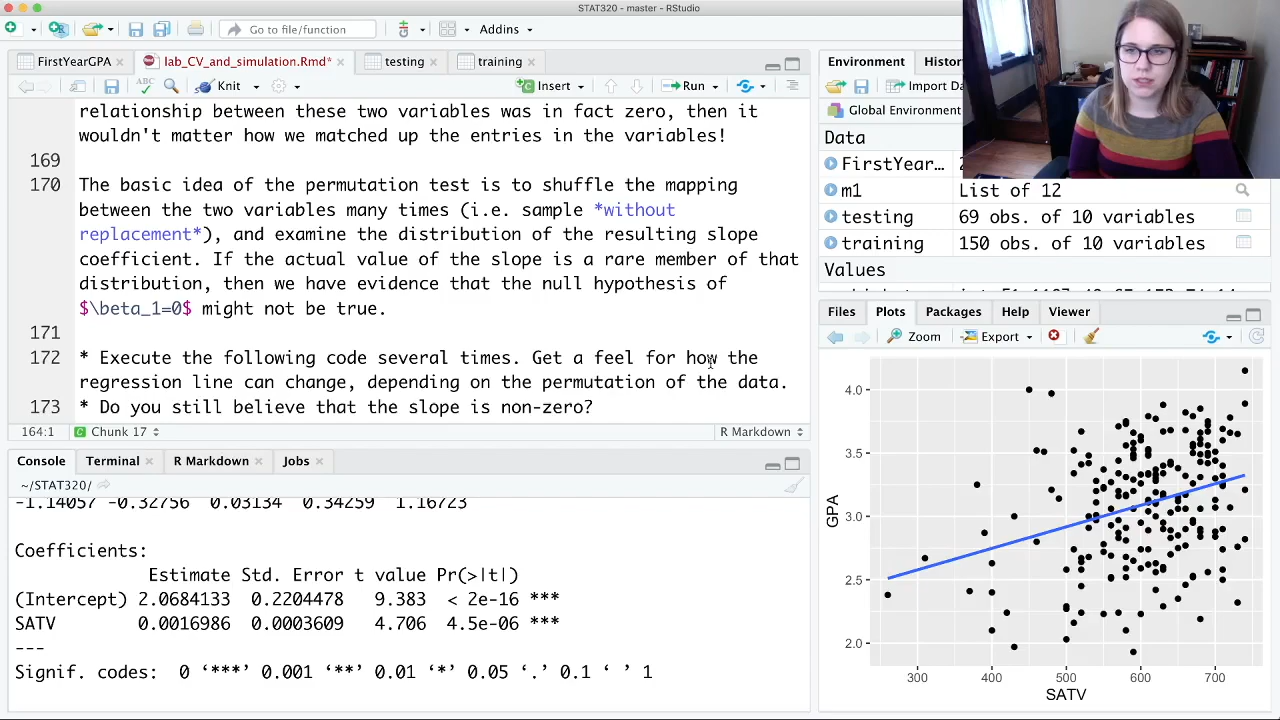 STAT320 - master - RStudio
Go to file/function
Addins
FirstYearGPA
lab_CV_and_simulation.Rmd*
testing
training
ABC
Knit
Insert
Run
relationship between these two variables was in fact zero, then it
wouldn't matter how we matched up the entries in the variables!
169
170 The basic idea of the permutation test is to shuffle the mapping
between the two variables many times (i.e. sample *without
replacement*), and examine the distribution of the resulting slope
coefficient. If the actual value of the slope is a rare member of that
distribution, then we have evidence that the null hypothesis of
$\beta_1=0$ might not be true.
171
172 * Execute the following code several times. Get a feel for how the
regression line can change, depending on the permutation of the data.
173 * Do you still believe that the slope is non-zero?
164:1 Chunk 17 R Markdown
Console Terminal R Markdown Jobs
~/STAT320/
-1.14057 -0.32756 0.03134 0.34259 1.16723
Coefficients:
Estimate Std. Error t value Pr(>|t|)
(Intercept) 2.0684133 0.2204478 9.383 < 2e-16 ***
SATV 0.0016986 0.0003609 4.706 4.5e-06 ***
---
Signif. codes: 0 ‘***’ 0.001 ‘**’ 0.01 ‘*’ 0.05 ‘.’ 0.1 ‘ ’ 1
Environment
Import
Global Environment
Data
FirstYear…
m1 List of 12
testing 69 obs. of 10 variables
training 150 obs. of 10 variables
Values
Files Plots Packages Help Viewer
Zoom Export
4.0
3.5
3.0
2.5
2.0
GPA
300 400 500 600 700
SATV